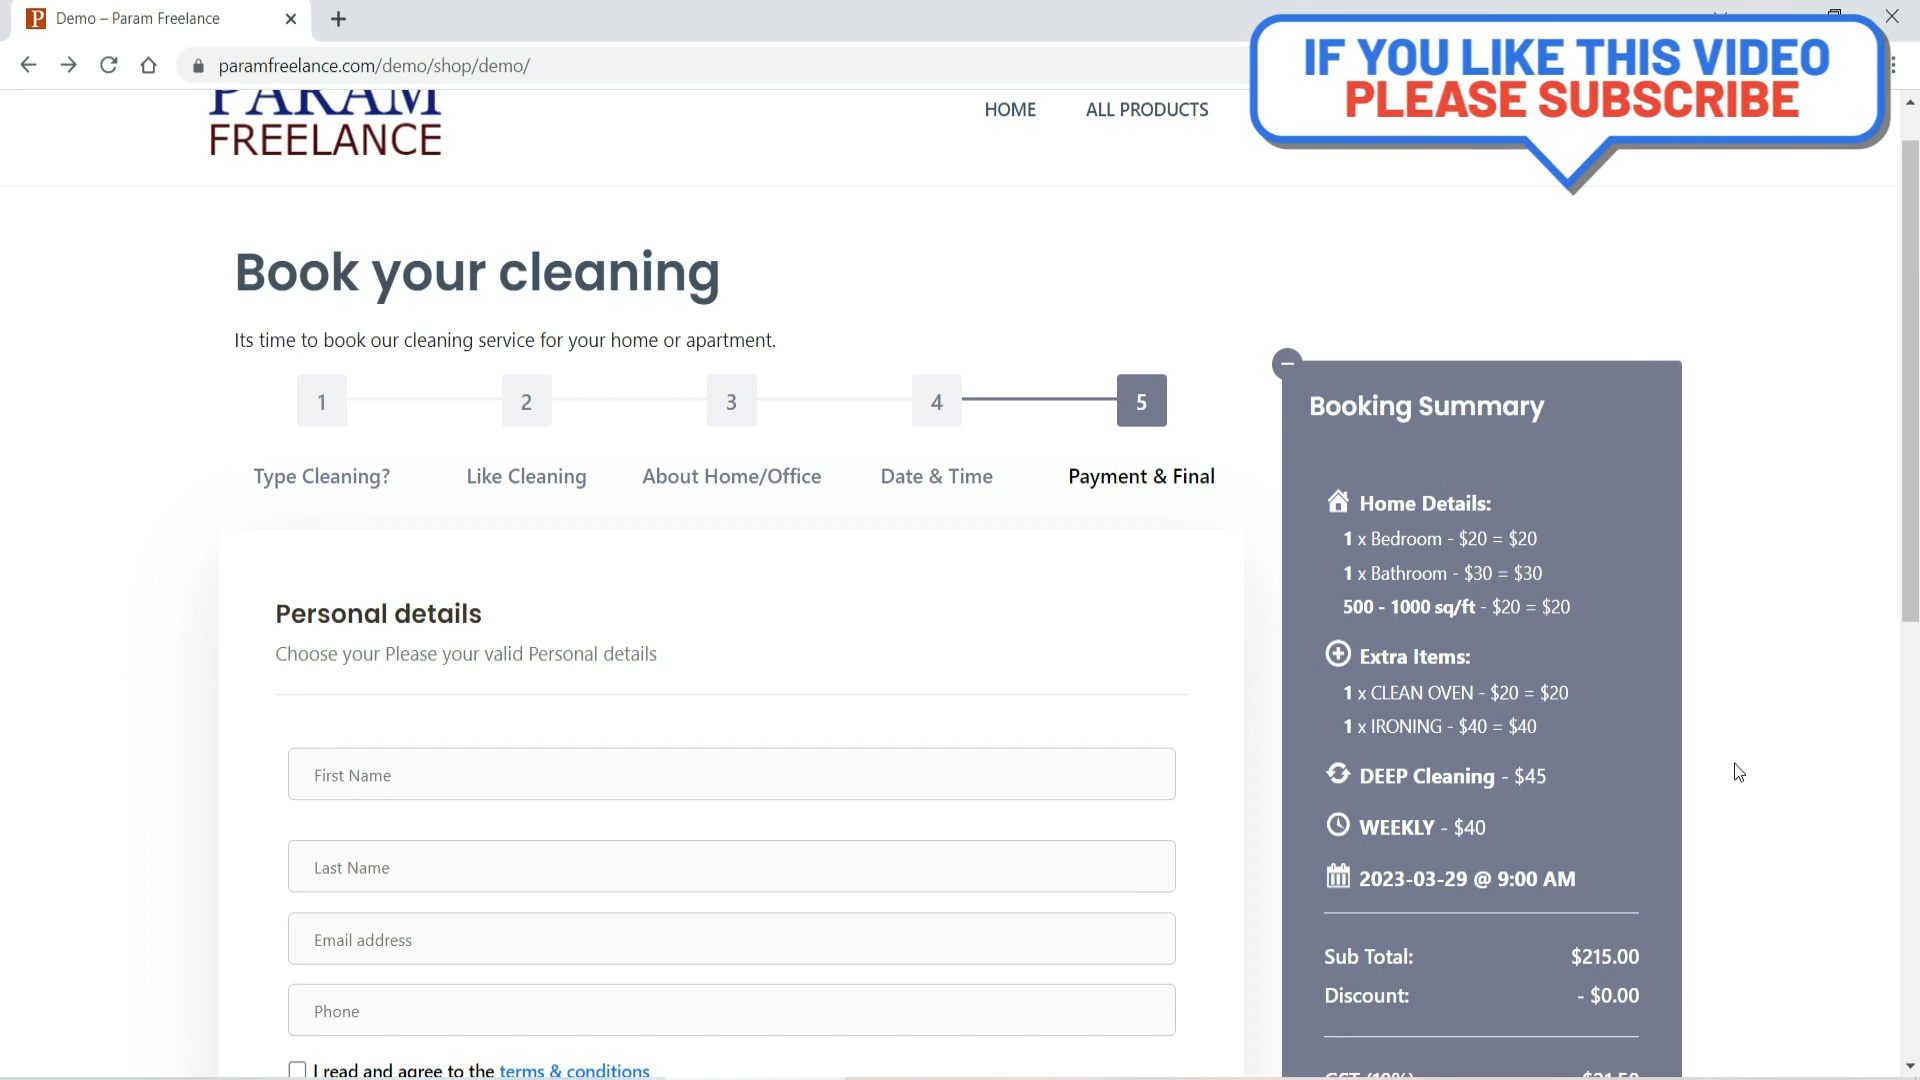 Demo – Param Freelance
paramfreelance.com/demo/shop/demo/
IF YOU LIKE THIS VIDEO
PLEASE SUBSCRIBE
PARAM
FREELANCE
HOME
ALL PRODUCTS
Book your cleaning
Its time to book our cleaning service for your home or apartment.
1
2
3
4
5
Type Cleaning?
Like Cleaning
About Home/Office
Date & Time
Payment & Final
Personal details
Choose your Please your valid Personal details
First Name
Last Name
Email address
Phone
I read and agree to the terms & conditions
Booking Summary
Home Details:
1 x Bedroom - $20 = $20
1 x Bathroom - $30 = $30
500 - 1000 sq/ft - $20 = $20
Extra Items:
1 x CLEAN OVEN - $20 = $20
1 x IRONING - $40 = $40
DEEP Cleaning - $45
WEEKLY - $40
2023-03-29 @ 9:00 AM
Sub Total: $215.00
Discount: - $0.00
GST (10%) $21.50